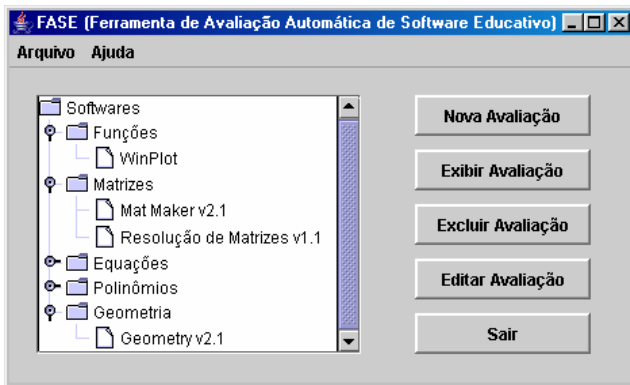 FASE (Ferramenta de Avaliação Automática de Software Educativo)
Arquivo Ajuda
Softwares
Funções
WinPlot
Matrizes
Mat Maker v2.1
Resolução de Matrizes v1.1
Equações
Polinômios
Geometria
Geometry v2.1
Nova Avaliação
Exibir Avaliação
Excluir Avaliação
Editar Avaliação
Sair